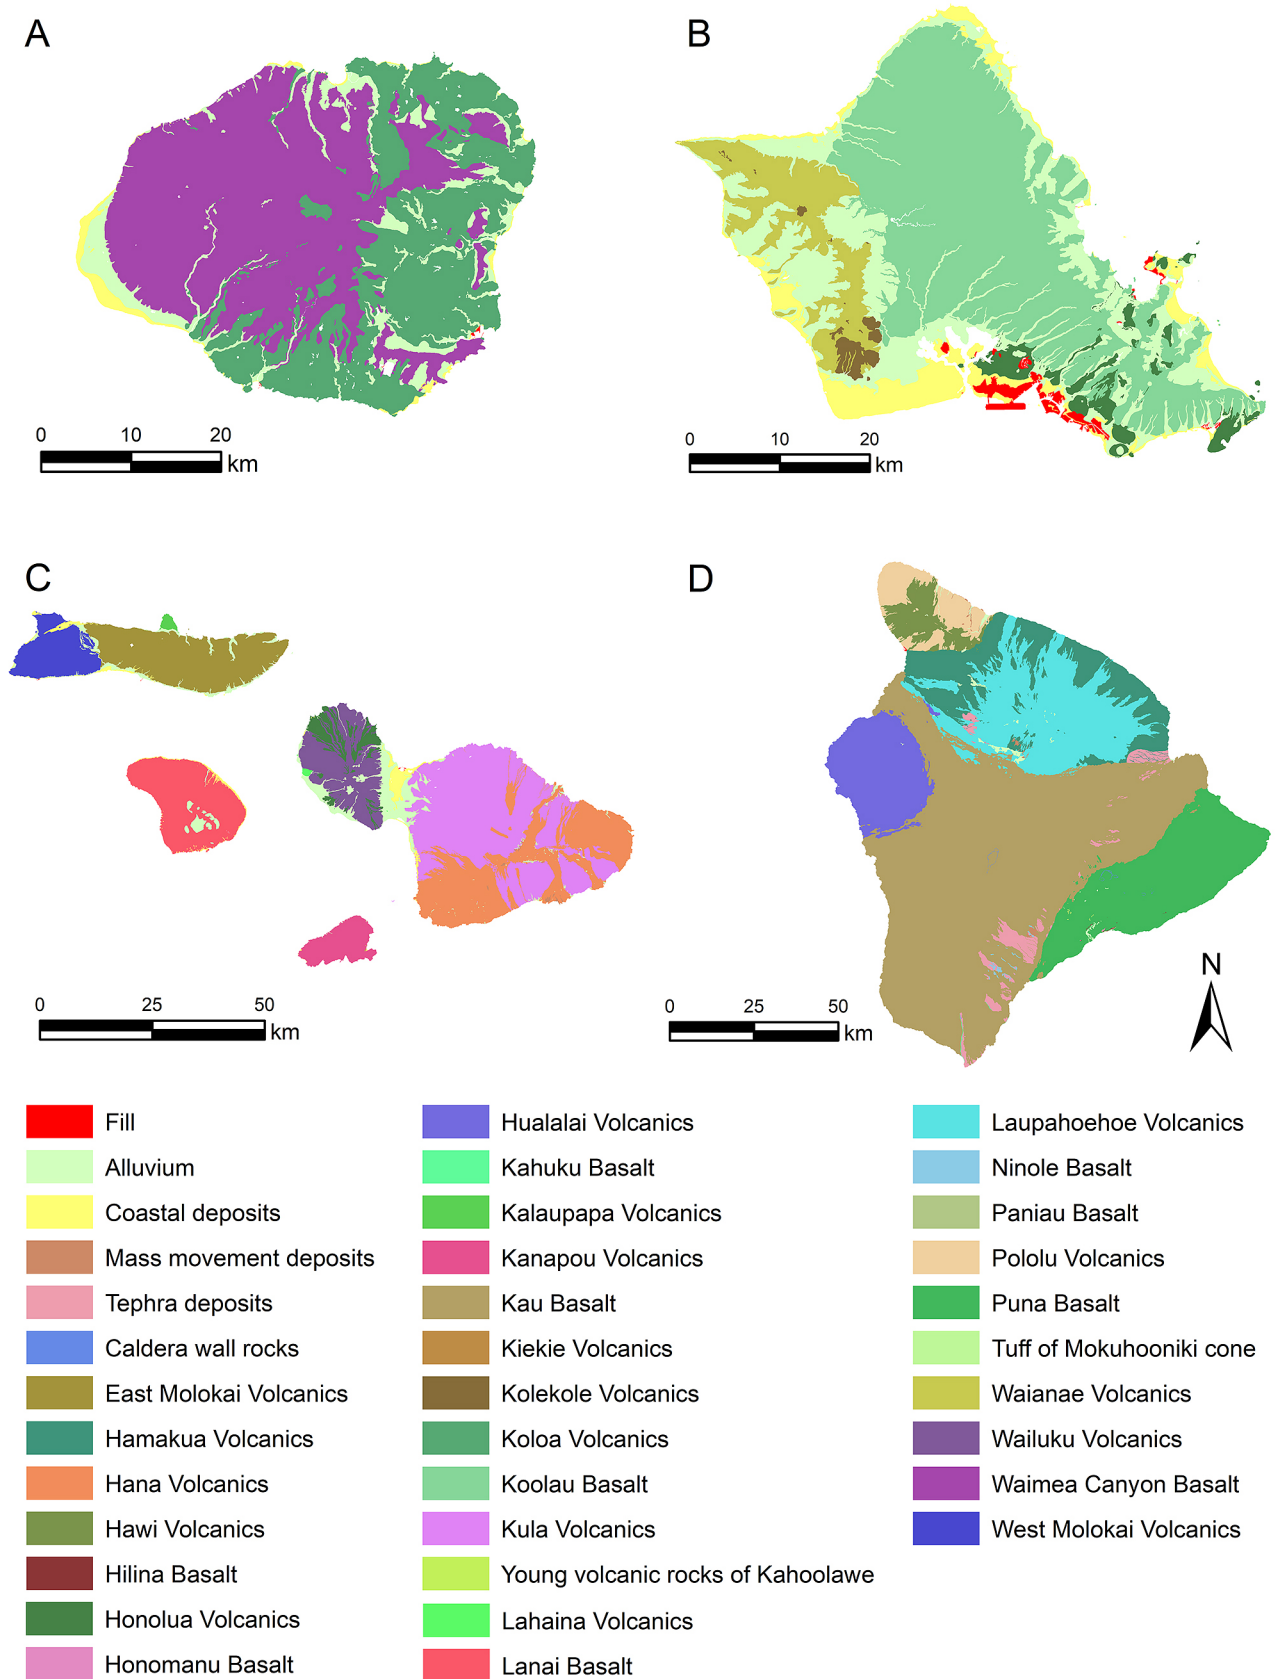 A
B
0 10 20
km
0 10 20
km
C
D
N
0 25 50
km
0 25 50
km
Fill
Alluvium
Coastal deposits
Mass movement deposits
Tephra deposits
Caldera wall rocks
East Molokai Volcanics
Hamakua Volcanics
Hana Volcanics
Hawi Volcanics
Hilina Basalt
Honolua Volcanics
Honomanu Basalt
Hualalai Volcanics
Kahuku Basalt
Kalaupapa Volcanics
Kanapou Volcanics
Kau Basalt
Kiekie Volcanics
Kolekole Volcanics
Koloa Volcanics
Koolau Basalt
Kula Volcanics
Young volcanic rocks of Kahoolawe
Lahaina Volcanics
Lanai Basalt
Laupahoehoe Volcanics
Ninole Basalt
Paniau Basalt
Pololu Volcanics
Puna Basalt
Tuff of Mokuhooniki cone
Waianae Volcanics
Wailuku Volcanics
Waimea Canyon Basalt
West Molokai Volcanics